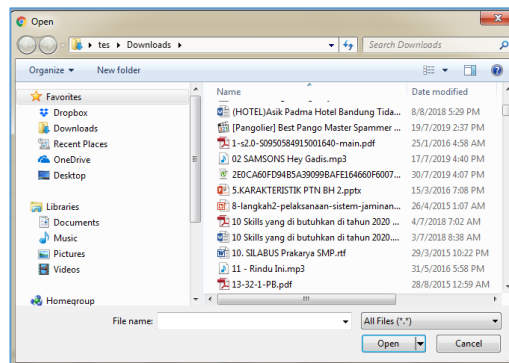 Open
tes Downloads Search Downloads
Organize New folder
Favorites
Dropbox
Downloads
Recent Places
OneDrive
Desktop
Libraries
Documents
Music
Pictures
Videos
Homegroup
Name Date modified
(HOTEL)Asik Padma Hotel Bandung Tida... 8/8/2018 5:29 PM
[Pangolier] Best Pango Master Spammer ... 19/7/2019 2:37 PM
1-s2.0-S0950584915001640-main.pdf 25/1/2016 4:58 AM
02 SAMSONS Hey Gadis.mp3 17/7/2019 4:40 PM
2E0CA60FD94B5A39099BAFE164660F6007... 30/7/2019 4:07 PM
5.KARAKTERISTIK PTN BH 2.pptx 15/3/2016 7:08 PM
8-langkah2-pelaksanaan-sistem-jaminan... 26/4/2015 1:07 AM
10 Skills yang di butuhkan di tahun 2020 ... 4/7/2018 7:02 AM
10 Skills yang di butuhkan di tahun 2020.... 3/7/2018 8:38 AM
10. SILABUS Prakarya SMP.rtf 29/3/2015 10:22 PM
11 - Rindu Ini.mp3 31/5/2016 5:58 PM
13-32-1-PB.pdf 28/8/2015 12:59 AM
File name: All Files (*.*)
Open Cancel